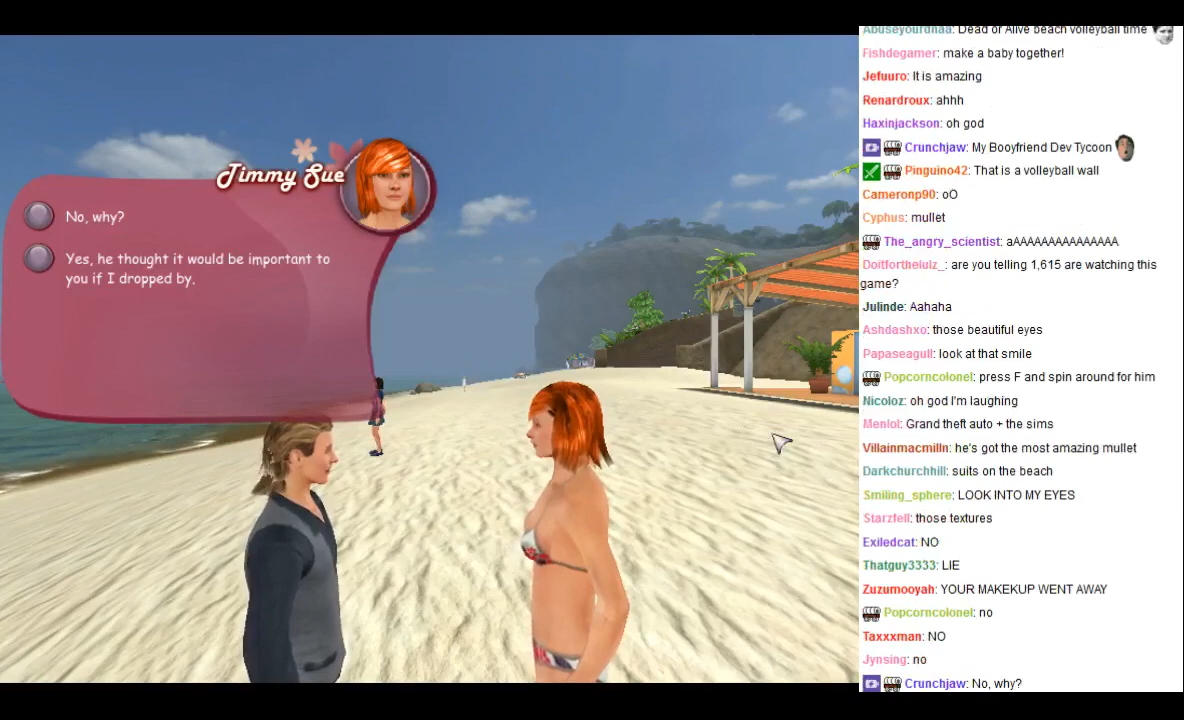 Jimmy Sue
No, why?
Yes, he thought it would be important to
you if I dropped by.
Abuseyourdnaa: Dead or Alive beach volleyball time
Fishdegamer: make a baby together!
Jefuuro: It is amazing
Renardroux: ahhh
Haxinjackson: oh god
Crunchjaw: My Booyfriend Dev Tycoon
Pinguino42: That is a volleyball wall
Cameronp90: oO
Cyphus: mullet
The_angry_scientist: aAAAAAAAAAAAAAAA
Doitforthelulz_: are you telling 1,615 are watching this
game?
Julinde: Aahaha
Ashdashxo: those beautiful eyes
Papaseagull: look at that smile
Popcorncolonel: press F and spin around for him
Nicoloz: oh god I'm laughing
Menlol: Grand theft auto + the sims
Villainmacmilln: he's got the most amazing mullet
Darkchurchhill: suits on the beach
Smiling_sphere: LOOK INTO MY EYES
Starzfell: those textures
Exiledcat: NO
Thatguy3333: LIE
Zuzumooyah: YOUR MAKEKUP WENT AWAY
Popcorncolonel: no
Taxxxman: NO
Jynsing: no
Crunchjaw: No, why?